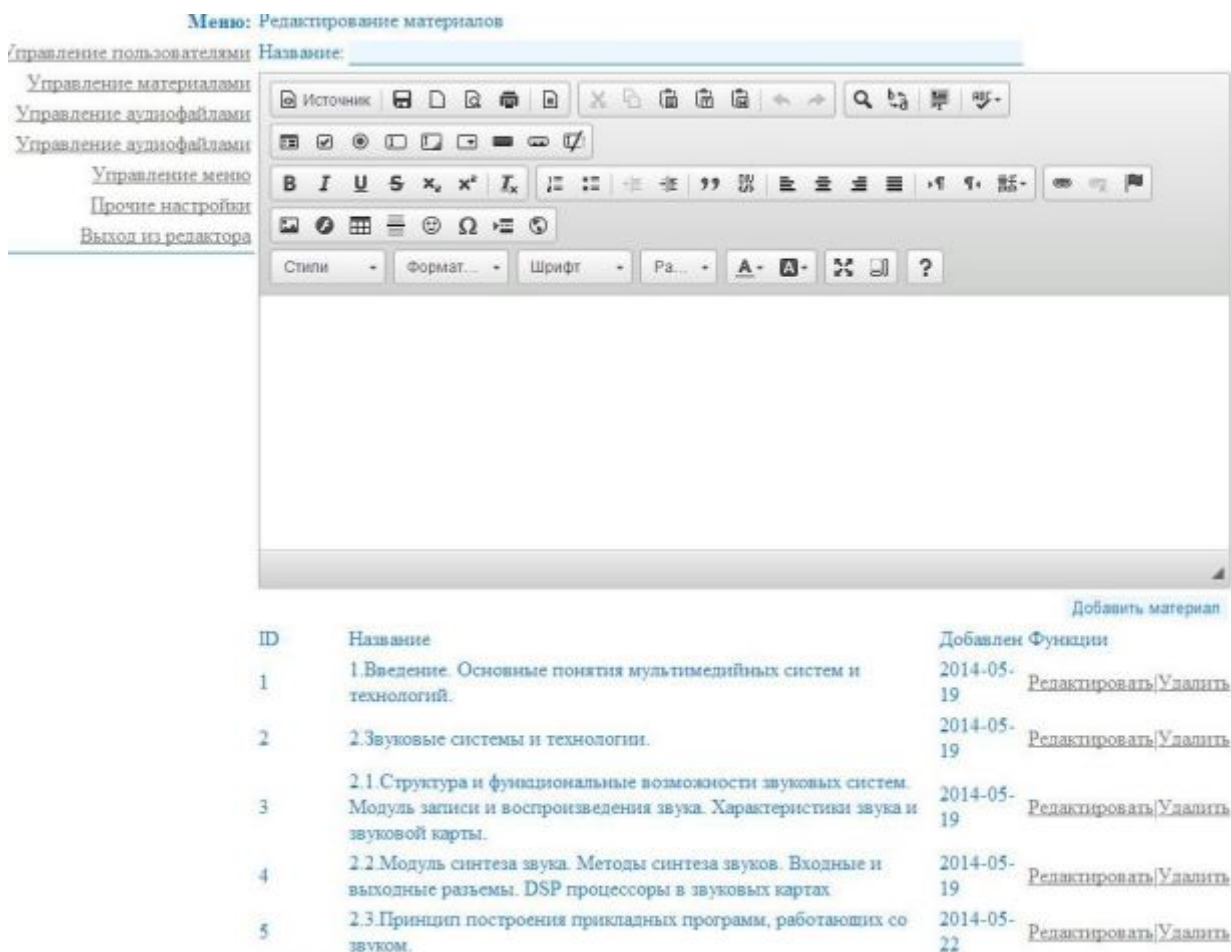 Меню:
Управление пользователями
Управление материалами
Управление аудиофайлами
Управление аудиофайлами
Управление меню
Прочие настройки
Выход из редактора
Редактирование материалов
Название:
Источник
Стили
Формат...
Шрифт
Ра...
Добавить материал
ID Название Добавлен Функции
1 1.Введение. Основные понятия мультимедийных систем и
технологий.
2014-05-
19
Редактировать|Удалить
2 2.Звуковые системы и технологии.
2014-05-
19
Редактировать|Удалить
3 2.1.Структура и функциональные возможности звуковых систем.
Модуль записи и воспроизведения звука. Характеристики звука и
звуковой карты.
2014-05-
19
Редактировать|Удалить
4 2.2.Модуль синтеза звука. Методы синтеза звуков. Входные и
выходные разъемы. DSP процессоры в звуковых картах
2014-05-
19
Редактировать|Удалить
5 2.3.Принцип построения прикладных программ, работающих со
звуком.
2014-05-
22
Редактировать|Удалить